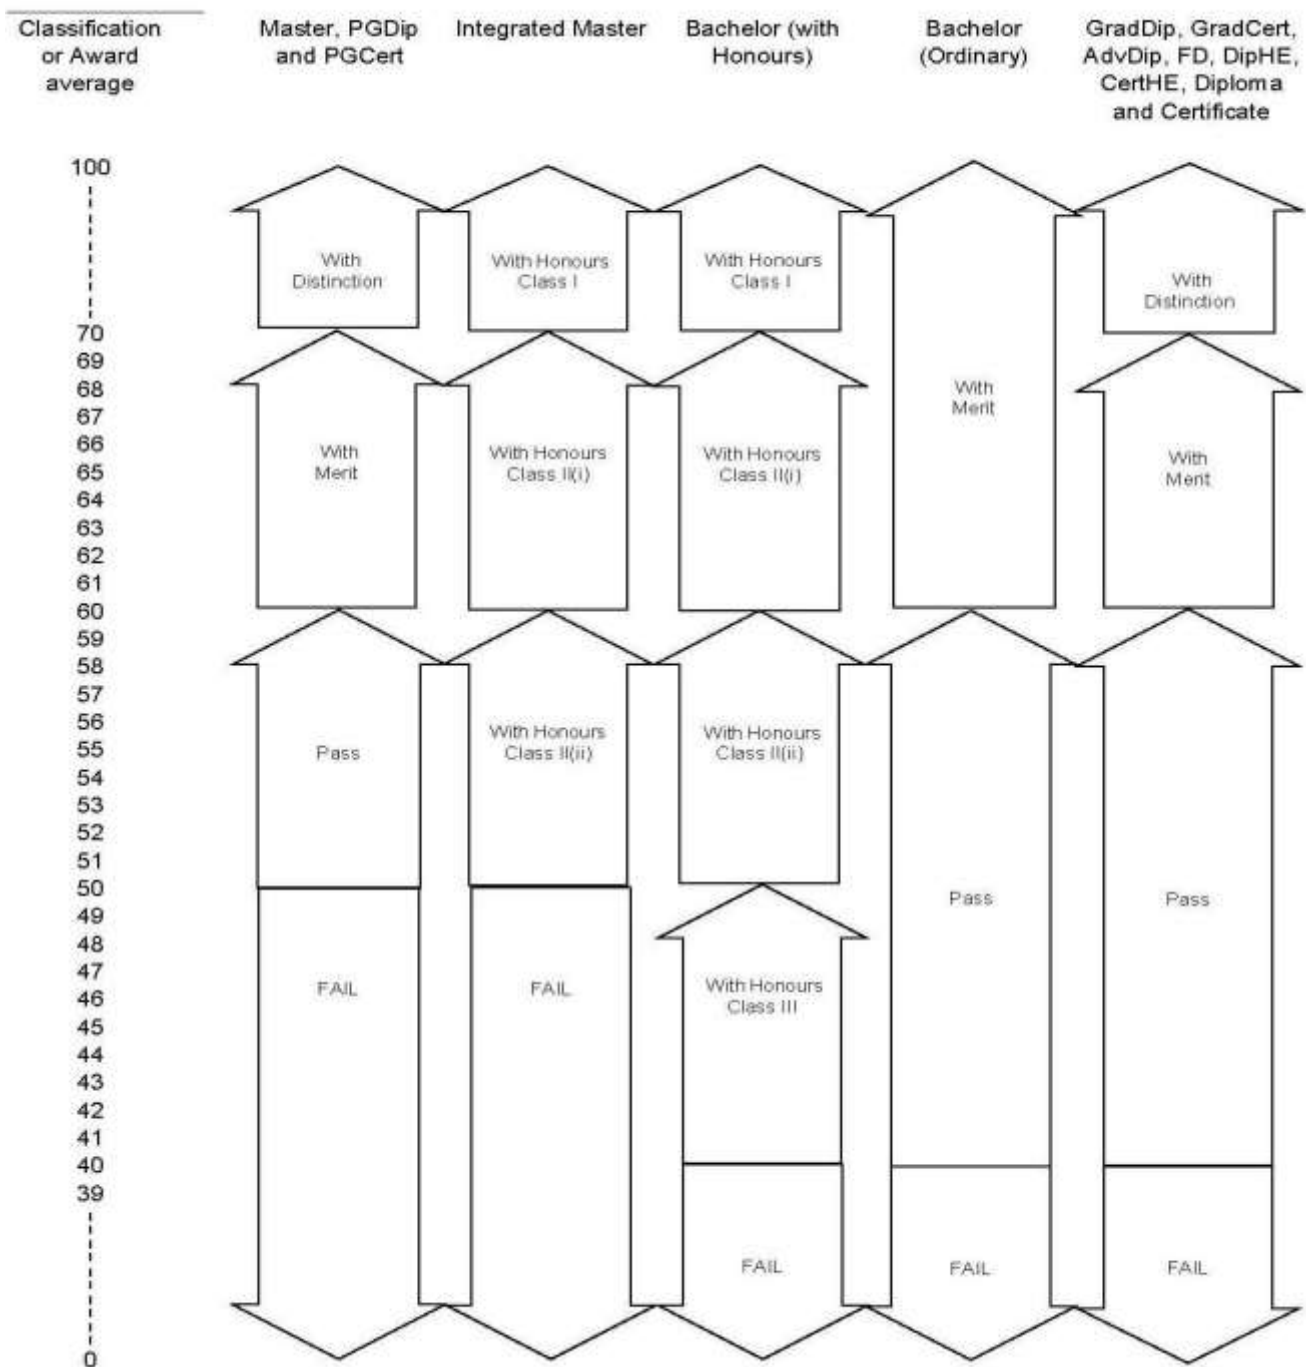 Classification
or Award
average
Master, PGDip
and PGCert
Integrated Master
Bachelor (with
Honours)
Bachelor
(Ordinary)
GradDip, GradCert,
AdvDip, FD, DipHE,
CertHE, Diploma
and Certificate
100
With
Distinction
With Honours
Class I
With Honours
Class I
With
Distinction
70
69
68
67
66
65
64
63
62
61
With
Merit
With Honours
Class II(i)
With Honours
Class II(i)
With
Merit
With
Merit
60
59
58
57
56
55
54
53
52
51
Pass
With Honours
Class II(ii)
With Honours
Class II(ii)
50
49
48
47
46
45
44
43
42
41
FAIL
FAIL
With Honours
Class III
Pass
Pass
40
39
FAIL
FAIL
FAIL
0